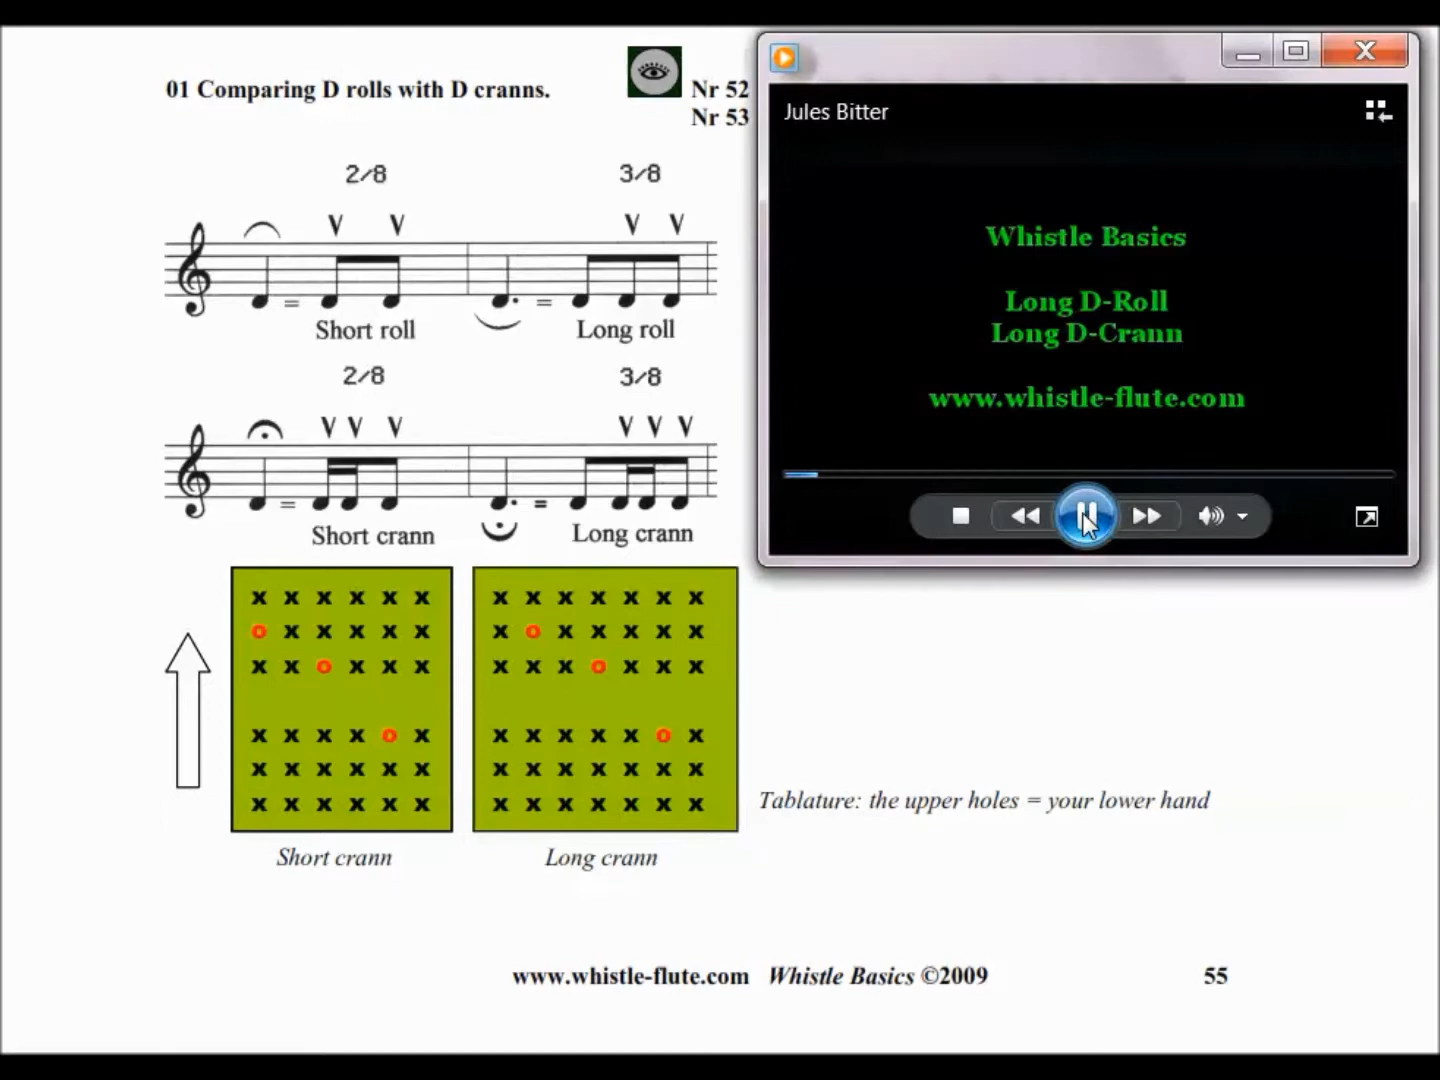 01 Comparing D rolls with D cranns.
Nr 52
Nr 53
2/8
3/8
V V
V V
=
=
Short roll
Long roll
2/8
3/8
V V V
V V V
=
=
Short crann
Long crann
x x x x x x
o x x x x x
x x o x x x
x x x x o x
x x x x x x
x x x x x x
Short crann
x x x x x x x
x o x x x x x
x x x o x x x
x x x x x o x
x x x x x x x
x x x x x x x
Long crann
Tablature: the upper holes = your lower hand
www.whistle-flute.com Whistle Basics ©2009
55
Jules Bitter
Whistle Basics
Long D-Roll
Long D-Crann
www.whistle-flute.com